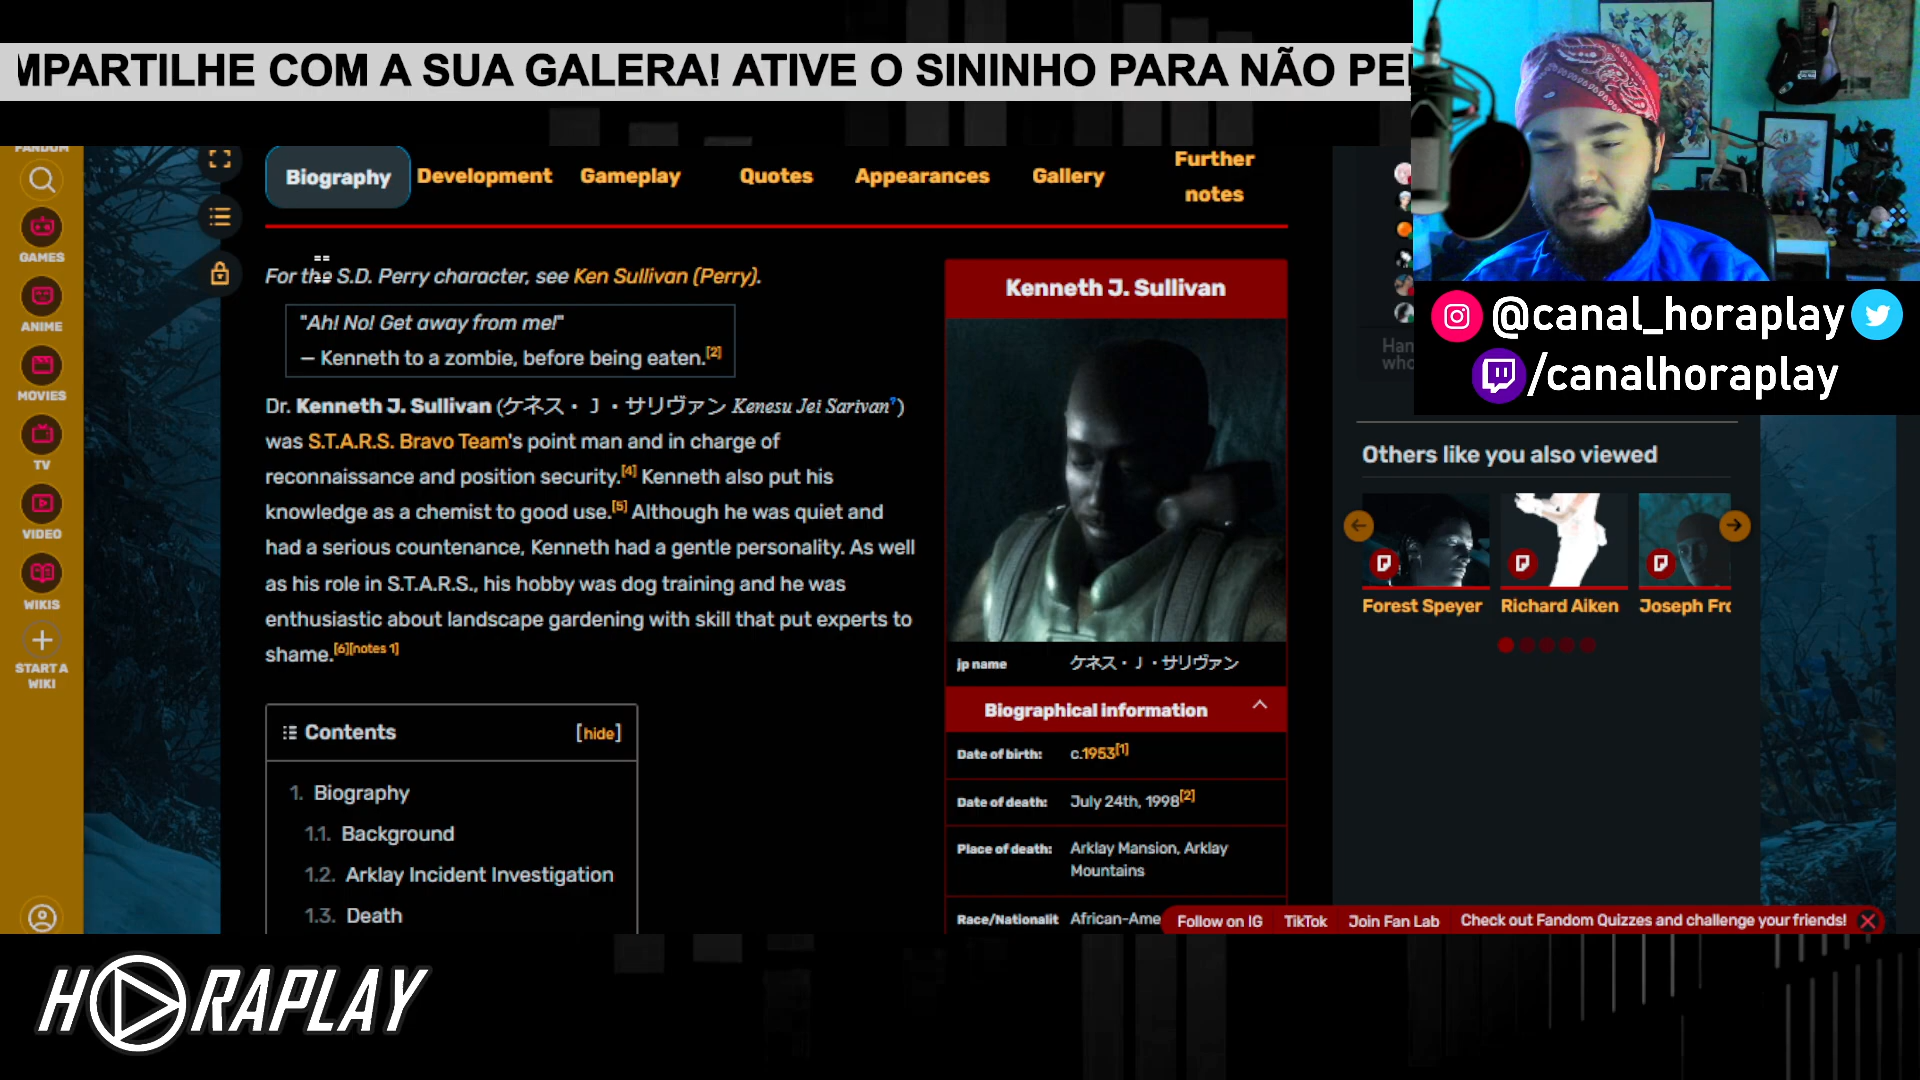 MPARTILHE COM A SUA GALERA! ATIVE O SININHO PARA NÃO PE
FANDOM
GAMES
ANIME
MOVIES
TV
VIDEO
WIKIS
START A
WIKI
Biography
Development
Gameplay
Quotes
Appearances
Gallery
Further
notes
For the S.D. Perry character, see Ken Sullivan (Perry).
"Ah! No! Get away from me!"
— Kenneth to a zombie, before being eaten.[2]
Dr. Kenneth J. Sullivan (ケネス・J・サリヴァン Kenesu Jei Sarivan?)
was S.T.A.R.S. Bravo Team's point man and in charge of
reconnaissance and position security.[4] Kenneth also put his
knowledge as a chemist to good use.[5] Although he was quiet and
had a serious countenance, Kenneth had a gentle personality. As well
as his role in S.T.A.R.S., his hobby was dog training and he was
enthusiastic about landscape gardening with skill that put experts to
shame.[6][notes 1]
Contents [hide]
1. Biography
1.1. Background
1.2. Arklay Incident Investigation
1.3. Death
Kenneth J. Sullivan
jp name ケネス・J・サリヴァン
Biographical information
Date of birth: c.1953[1]
Date of death: July 24th, 1998[2]
Place of death: Arklay Mansion, Arklay
Mountains
Race/Nationalit African-Ame
@canal_horaplay
/canalhoraplay
Han
who
Others like you also viewed
Forest Speyer
Richard Aiken
Joseph Fro
Follow on IG TikTok Join Fan Lab Check out Fandom Quizzes and challenge your friends!
HORAPLAY